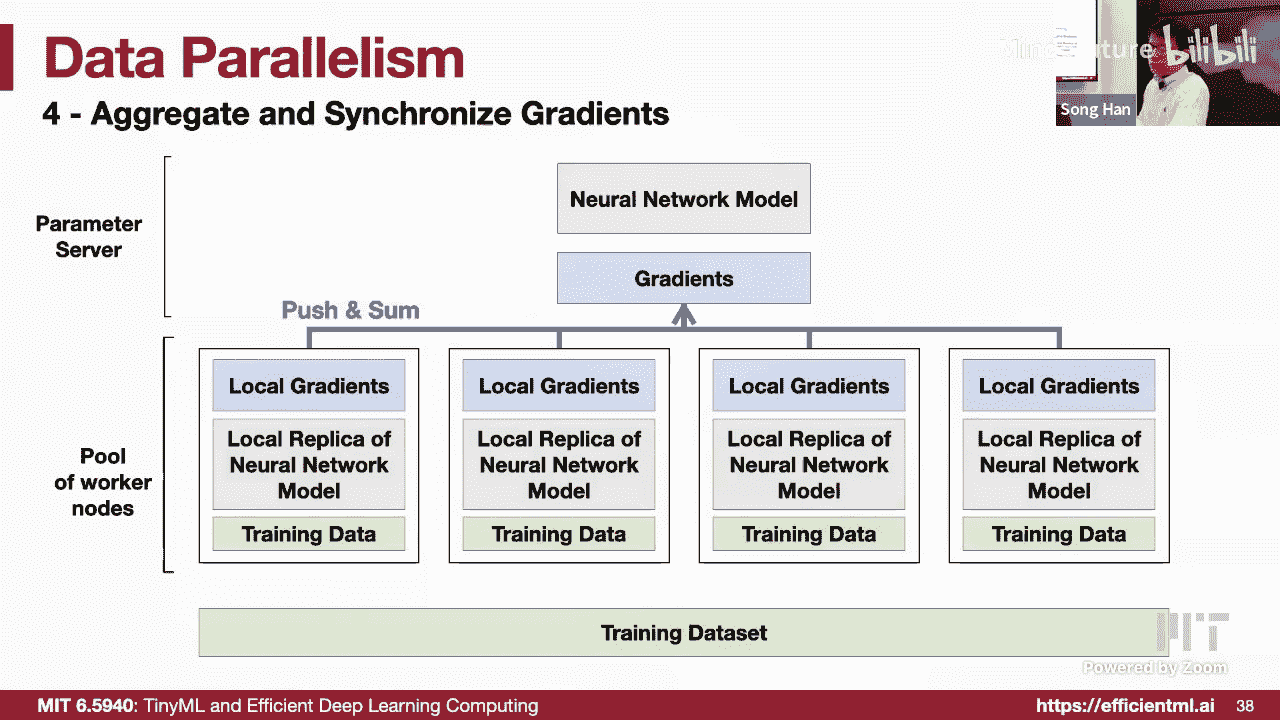 Data Parallelism
4 - Aggregate and Synchronize Gradients
bilibili
Song Han
Parameter
Server
Neural Network Model
Gradients
Push & Sum
Pool
of worker
nodes
Local Gradients
Local Replica of
Neural Network
Model
Training Data
Local Gradients
Local Replica of
Neural Network
Model
Training Data
Local Gradients
Local Replica of
Neural Network
Model
Training Data
Local Gradients
Local Replica of
Neural Network
Model
Training Data
Training Dataset
MIT
Powered by Zoom
MIT 6.5940: TinyML and Efficient Deep Learning Computing
https://efficientml.ai
38